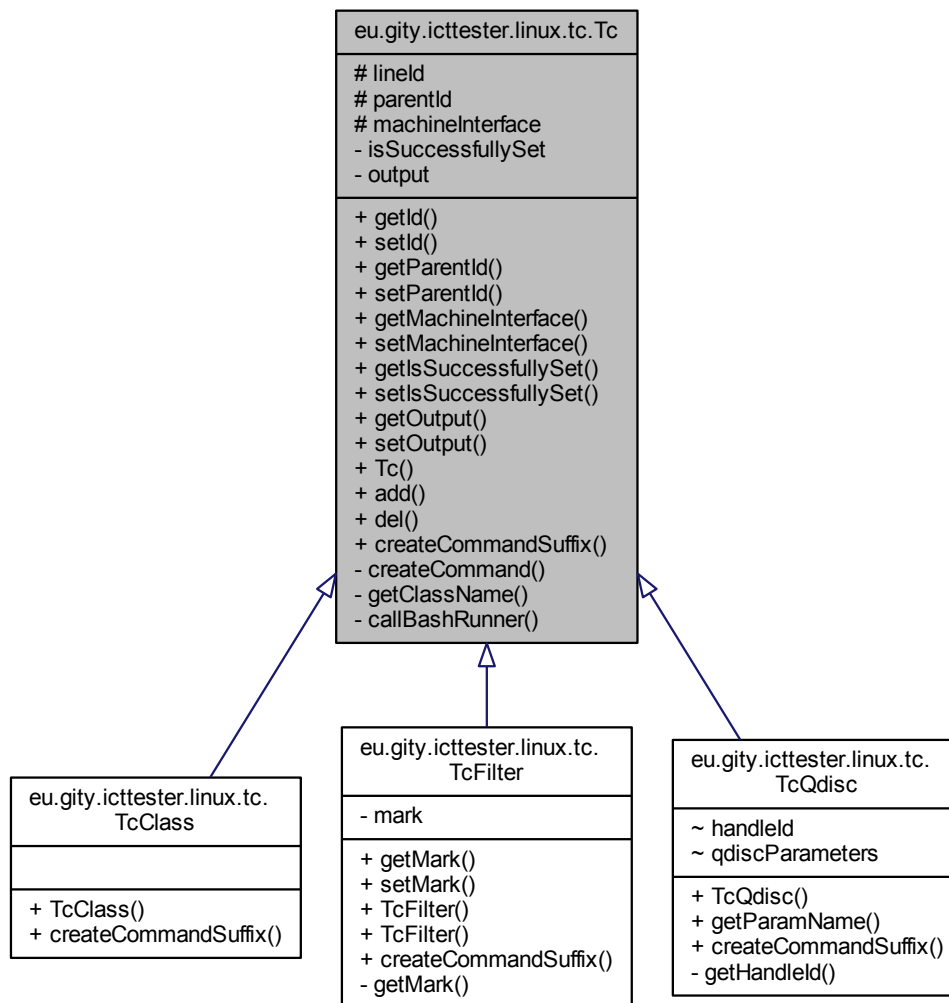 eu.gity.icttester.linux.tc.Tc
# lineId
# parentId
# machineInterface
- isSuccessfullySet
- output
+ getId()
+ setId()
+ getParentId()
+ setParentId()
+ getMachineInterface()
+ setMachineInterface()
+ getIsSuccessfullySet()
+ setIsSuccessfullySet()
+ getOutput()
+ setOutput()
+ Tc()
+ add()
+ del()
+ createCommandSuffix()
- createCommand()
- getClassName()
- callBashRunner()
eu.gity.icttester.linux.tc.
TcClass
+ TcClass()
+ createCommandSuffix()
eu.gity.icttester.linux.tc.
TcFilter
- mark
+ getMark()
+ setMark()
+ TcFilter()
+ TcFilter()
+ createCommandSuffix()
- getMark()
eu.gity.icttester.linux.tc.
TcQdisc
~ handleId
~ qdiscParameters
+ TcQdisc()
+ getParamName()
+ createCommandSuffix()
- getHandleId()